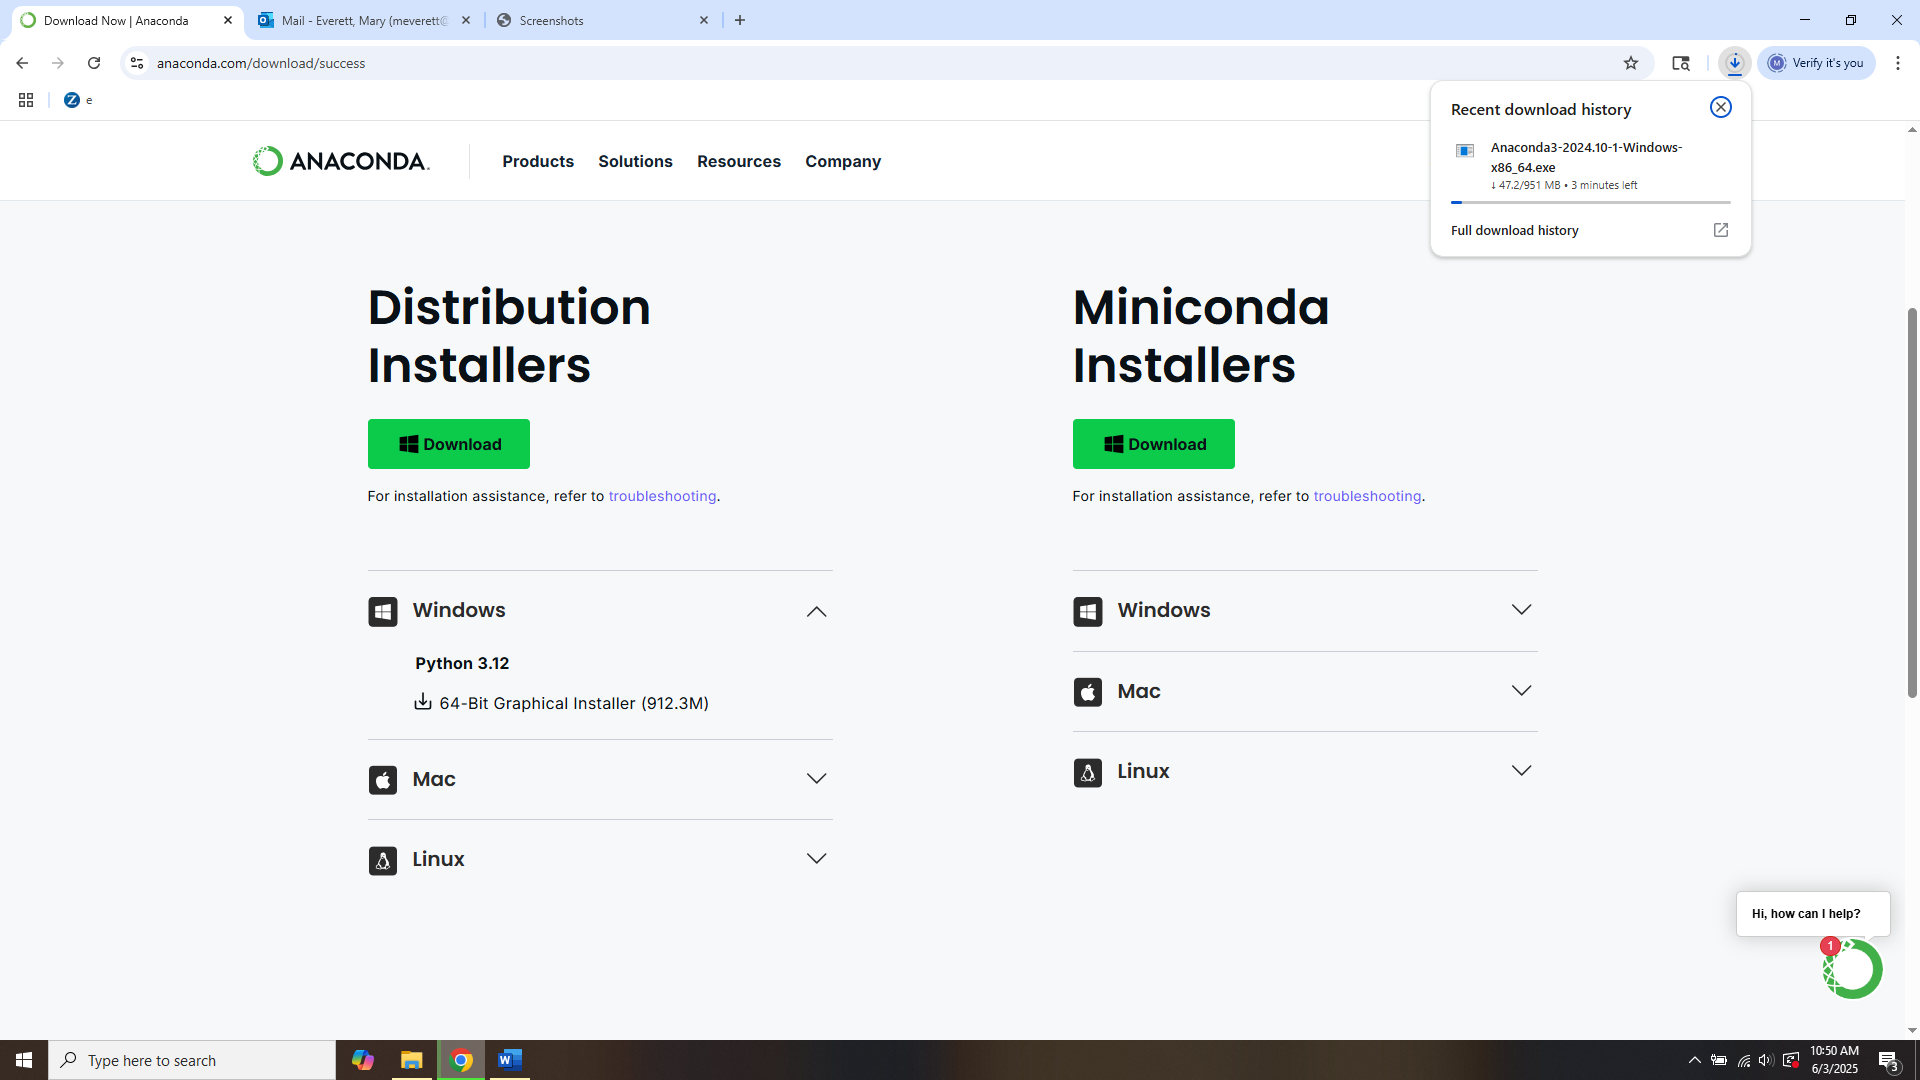 Download Now | Anaconda
Mail - Everett, Mary (meverett@
Screenshots
anaconda.com/download/success
M
Verify it's you
Z e
Recent download history
Anaconda3-2024.10-1-Windows-
x86_64.exe
↓ 47.2/951 MB • 3 minutes left
Full download history
ANACONDA.
Products
Solutions
Resources
Company
Distribution
Installers
Download
For installation assistance, refer to troubleshooting.
Windows
Python 3.12
64-Bit Graphical Installer (912.3M)
Mac
Linux
Miniconda
Installers
Download
For installation assistance, refer to troubleshooting.
Windows
Mac
Linux
Hi, how can I help?
1
Type here to search
10:50 AM
6/3/2025
3